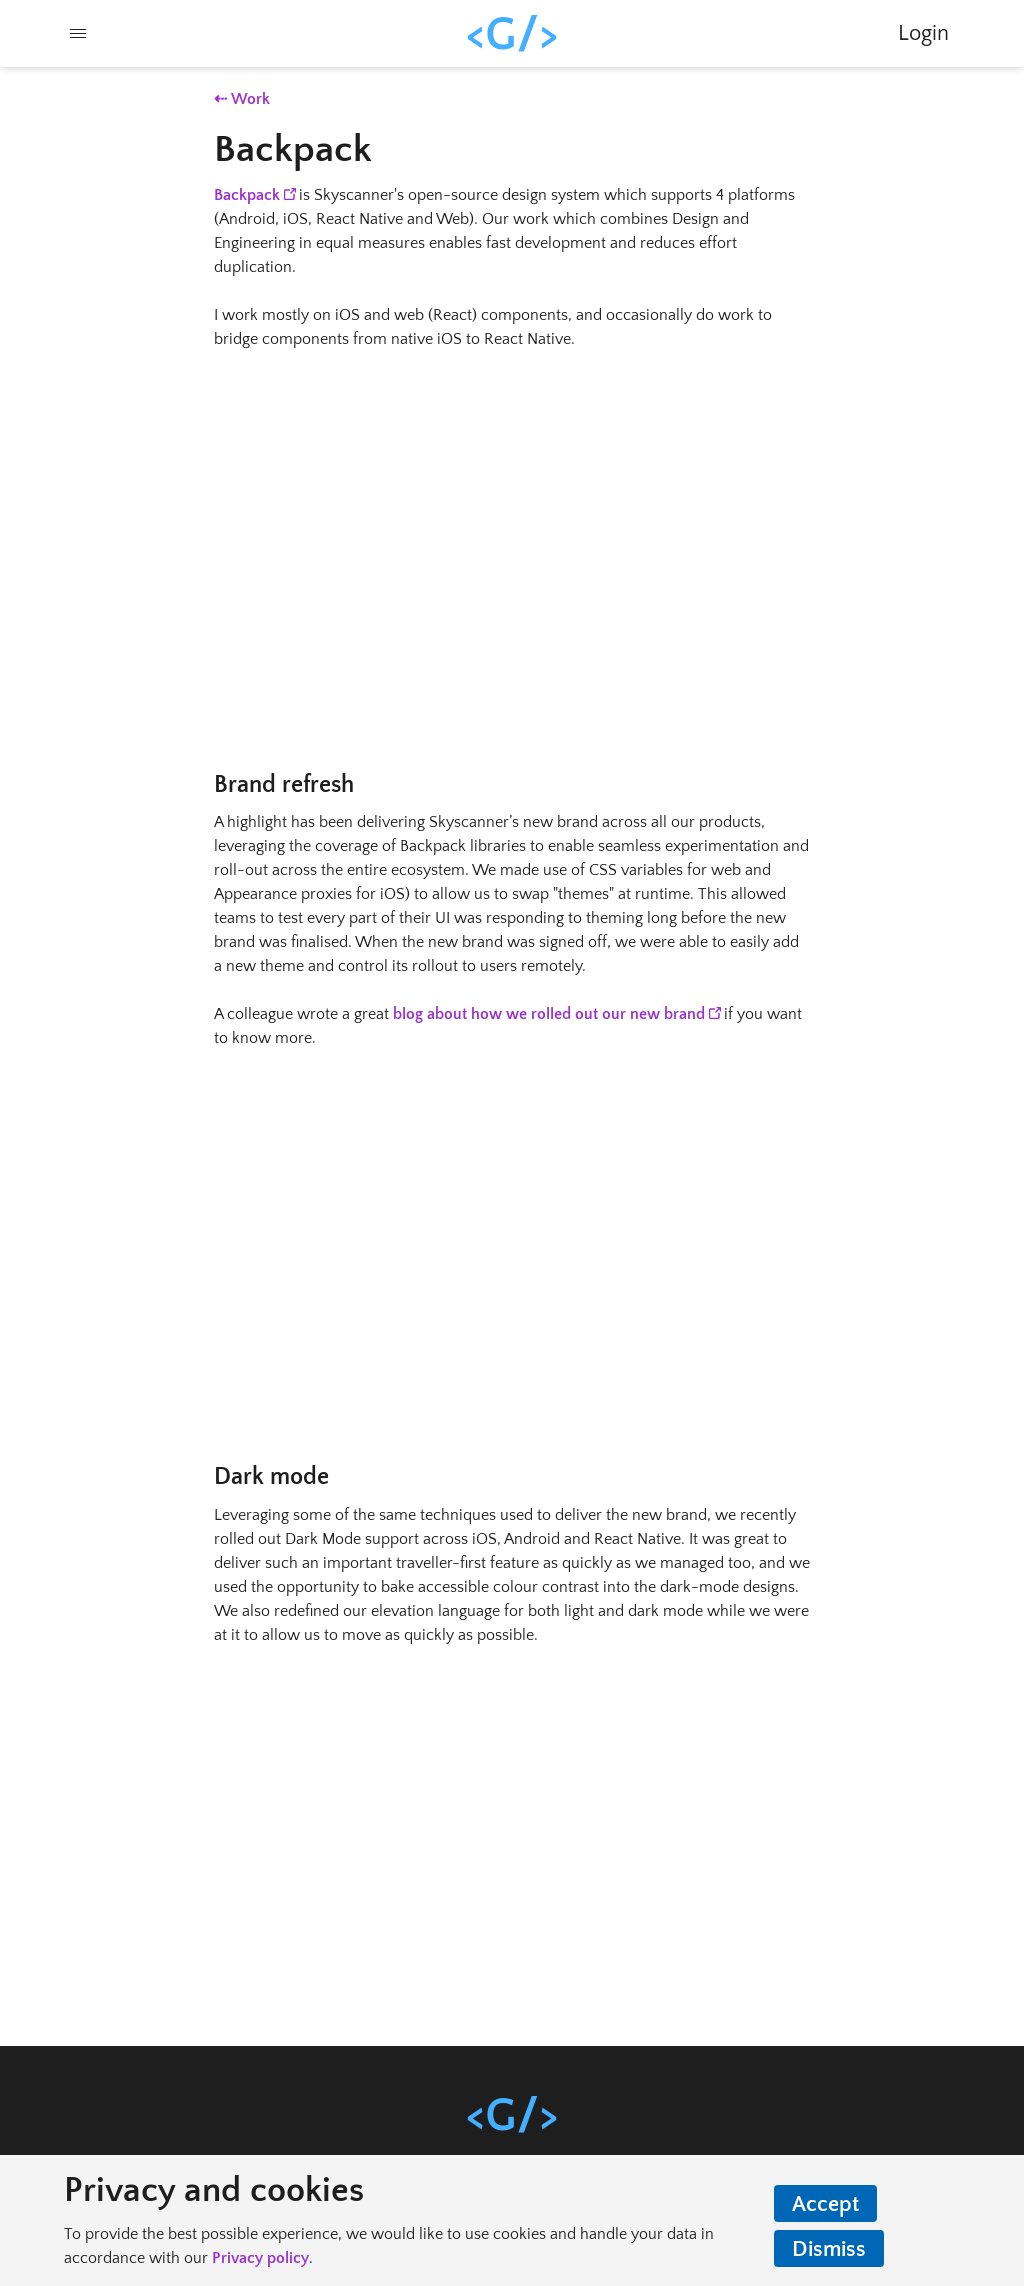 <G/>
Login
⇠ Work
Backpack
Backpack is Skyscanner's open-source design system which supports 4 platforms
(Android, iOS, React Native and Web). Our work which combines Design and
Engineering in equal measures enables fast development and reduces effort
duplication.
I work mostly on iOS and web (React) components, and occasionally do work to
bridge components from native iOS to React Native.
Brand refresh
A highlight has been delivering Skyscanner’s new brand across all our products,
leveraging the coverage of Backpack libraries to enable seamless experimentation and
roll-out across the entire ecosystem. We made use of CSS variables for web and
Appearance proxies for iOS) to allow us to swap "themes" at runtime. This allowed
teams to test every part of their UI was responding to theming long before the new
brand was finalised. When the new brand was signed off, we were able to easily add
a new theme and control its rollout to users remotely.
A colleague wrote a great blog about how we rolled out our new brand if you want
to know more.
Dark mode
Leveraging some of the same techniques used to deliver the new brand, we recently
rolled out Dark Mode support across iOS, Android and React Native. It was great to
deliver such an important traveller-first feature as quickly as we managed too, and we
used the opportunity to bake accessible colour contrast into the dark-mode designs.
We also redefined our elevation language for both light and dark mode while we were
at it to allow us to move as quickly as possible.
<G/>
Privacy and cookies
To provide the best possible experience, we would like to use cookies and handle your data in
accordance with our Privacy policy.
Accept
Dismiss